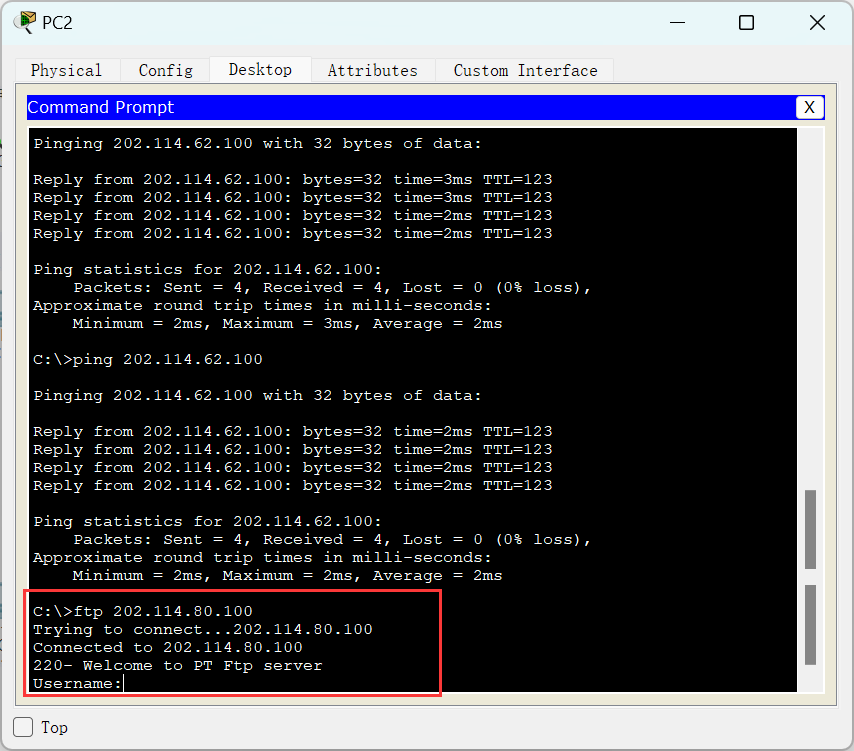 PC2
Physical Config Desktop Attributes Custom Interface
Command Prompt X
Pinging 202.114.62.100 with 32 bytes of data:
Reply from 202.114.62.100: bytes=32 time=3ms TTL=123
Reply from 202.114.62.100: bytes=32 time=3ms TTL=123
Reply from 202.114.62.100: bytes=32 time=2ms TTL=123
Reply from 202.114.62.100: bytes=32 time=2ms TTL=123
Ping statistics for 202.114.62.100:
Packets: Sent = 4, Received = 4, Lost = 0 (0% loss),
Approximate round trip times in milli-seconds:
Minimum = 2ms, Maximum = 3ms, Average = 2ms
C:\>ping 202.114.62.100
Pinging 202.114.62.100 with 32 bytes of data:
Reply from 202.114.62.100: bytes=32 time=2ms TTL=123
Reply from 202.114.62.100: bytes=32 time=2ms TTL=123
Reply from 202.114.62.100: bytes=32 time=2ms TTL=123
Reply from 202.114.62.100: bytes=32 time=2ms TTL=123
Ping statistics for 202.114.62.100:
Packets: Sent = 4, Received = 4, Lost = 0 (0% loss),
Approximate round trip times in milli-seconds:
Minimum = 2ms, Maximum = 2ms, Average = 2ms
C:\>ftp 202.114.80.100
Trying to connect...202.114.80.100
Connected to 202.114.80.100
220- Welcome to PT Ftp server
Username:
Top